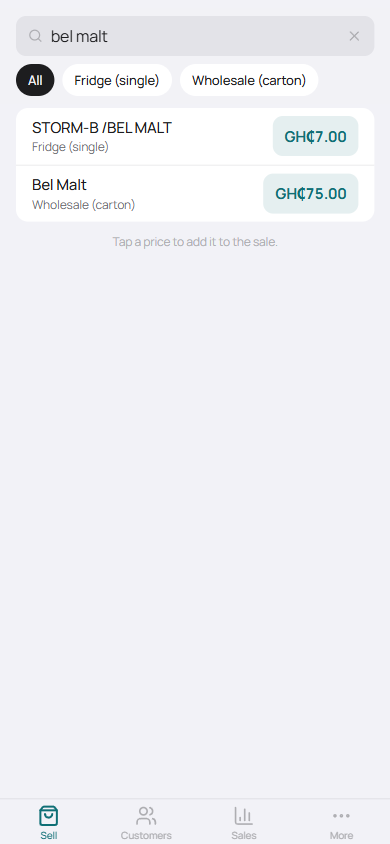 bel malt
All
Fridge (single)
Wholesale (carton)
STORM-B /BEL MALT
Fridge (single)
GH₵7.00
Bel Malt
Wholesale (carton)
GH₵75.00
Tap a price to add it to the sale.
Sell
Customers
Sales
More